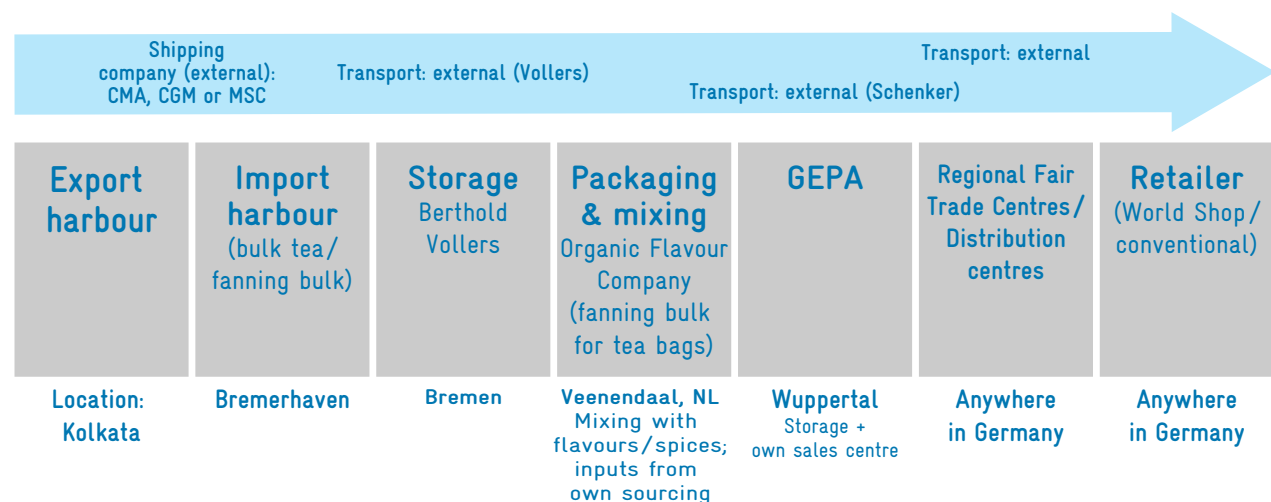 Shipping
company (external):
CMA, CGM or MSC
Transport: external (Vollers)
Transport: external (Schenker)
Transport: external
Export
harbour
Import
harbour
(bulk tea/
fanning bulk)
Storage
Berthold
Vollers
Packaging
& mixing
Organic Flavour
Company
(fanning bulk
for tea bags)
GEPA
Regional Fair
Trade Centres/
Distribution
centres
Retailer
(World Shop/
conventional)
Location:
Kolkata
Bremerhaven
Bremen
Veenendaal, NL
Mixing with
flavours/spices;
inputs from
own sourcing
Wuppertal
Storage +
own sales centre
Anywhere
in Germany
Anywhere
in Germany